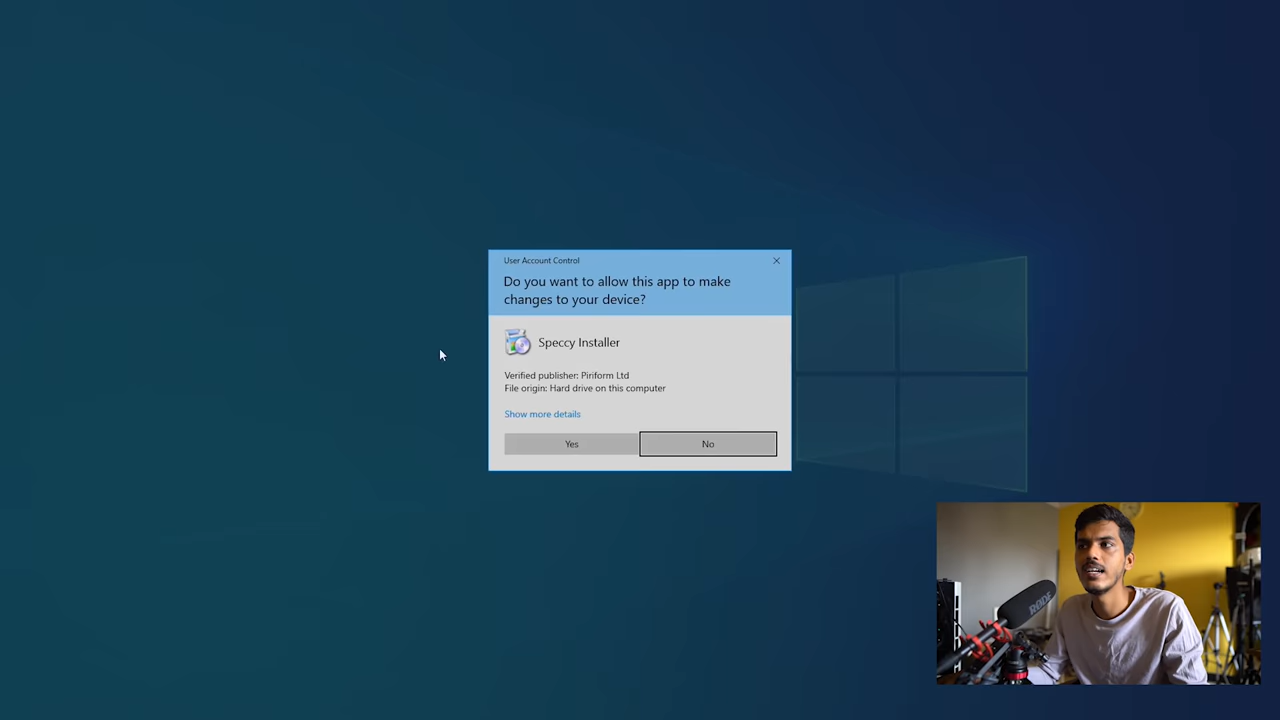 User Account Control
Do you want to allow this app to make
changes to your device?
Speccy Installer
Verified publisher: Piriform Ltd
File origin: Hard drive on this computer
Show more details
Yes
No
RODE